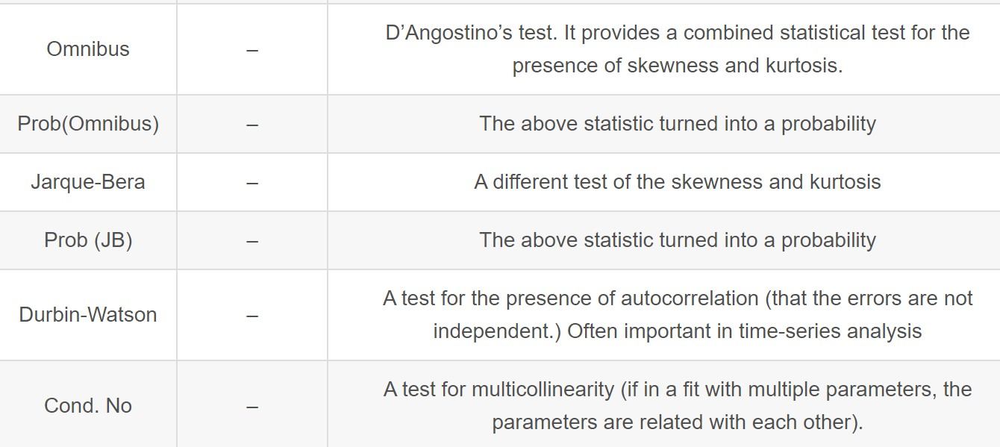 Omnibus – D’Angostino’s test. It provides a combined statistical test for the
presence of skewness and kurtosis.
Prob(Omnibus) – The above statistic turned into a probability
Jarque-Bera – A different test of the skewness and kurtosis
Prob (JB) – The above statistic turned into a probability
Durbin-Watson – A test for the presence of autocorrelation (that the errors are not
independent.) Often important in time-series analysis
Cond. No – A test for multicollinearity (if in a fit with multiple parameters, the
parameters are related with each other).